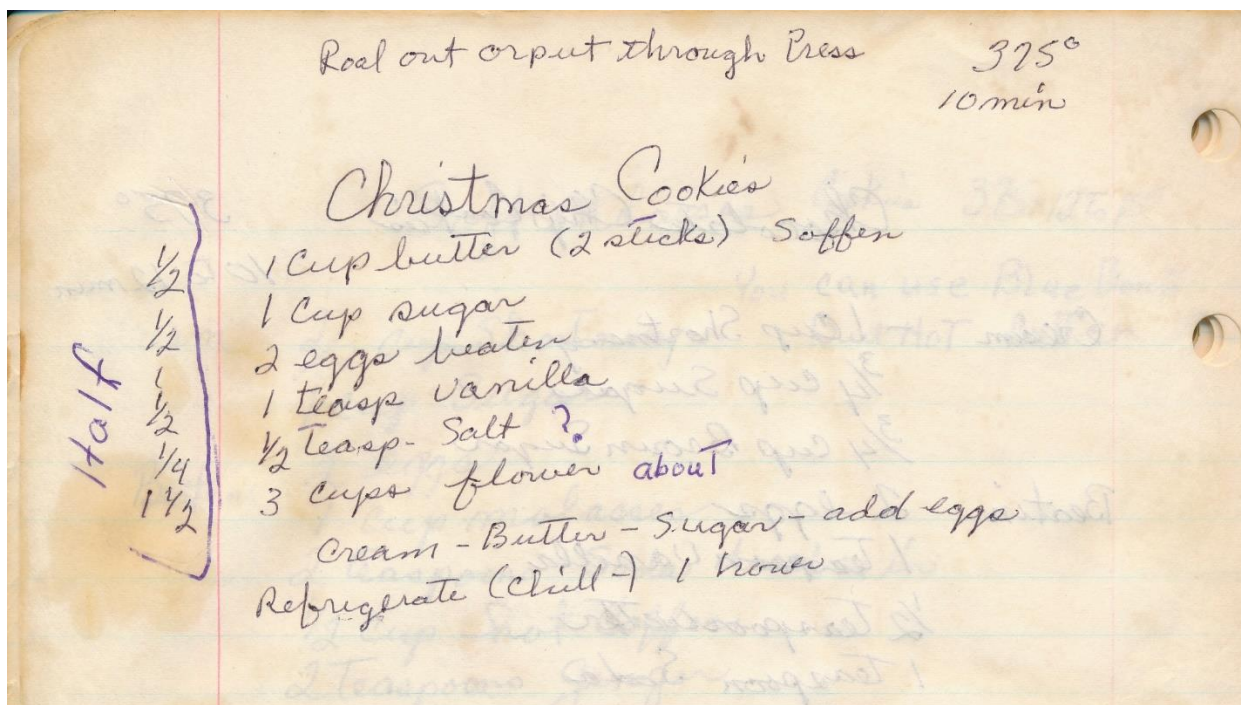 Roal out or put through Press 375°
10 min
Christmas Cookies
1/2 1 Cup butter (2 sticks) Soffen
1/2 1 Cup sugar
1 2 eggs beaten
1/2 1 teasp vanilla
1/4 1/2 Teasp- Salt ?
1 1/2 3 Cups flower about
Half
Cream - Butter - Sugar - add eggs
Refrigerate (Chill-) 1 hower